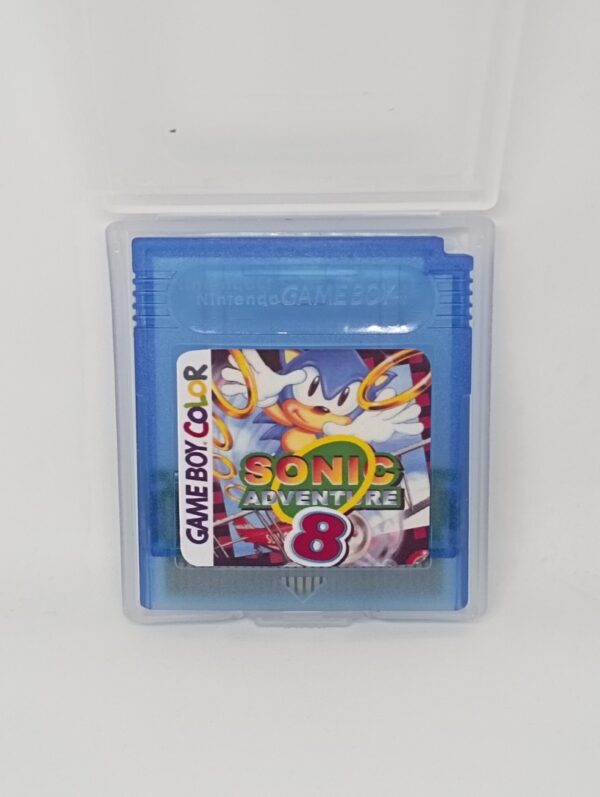 Nintendo GAME BOY
GAME BOY COLOR
SONIC
ADVENTURE
8